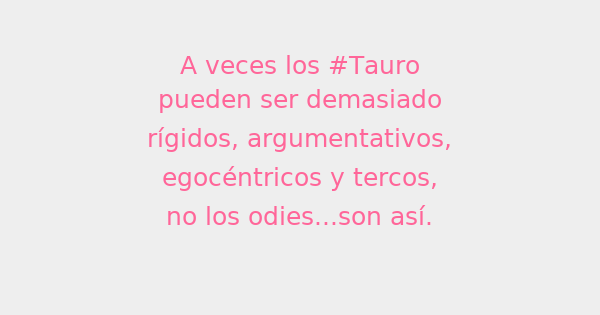 A veces los #Tauro
pueden ser demasiado
rígidos, argumentativos,
egocéntricos y tercos,
no los odies...son así.